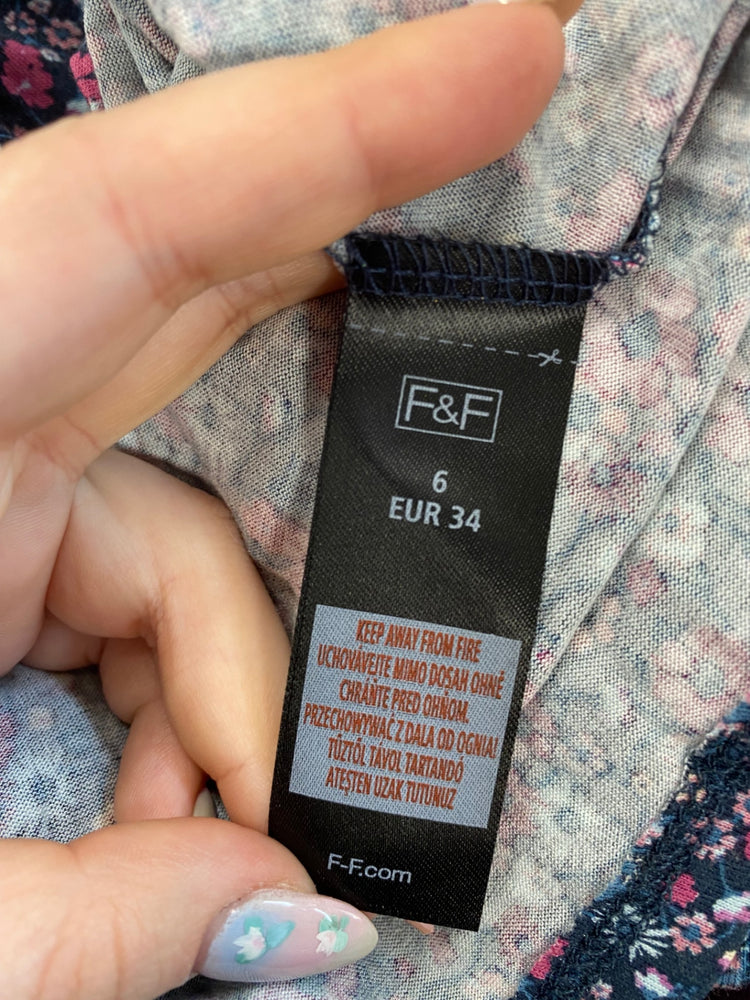 F&F
6
EUR 34
KEEP AWAY FROM FIRE
UCHOVÁVEJTE MIMO DOSAH OHNĚ
CHRÁŇTE PRED OHŇOM.
PRZECHOWYWAĆ Z DALA OD OGNIA!
TŰZTŐL TÁVOL TARTANDÓ
ATEŞTEN UZAK TUTUNUZ
F-F.com